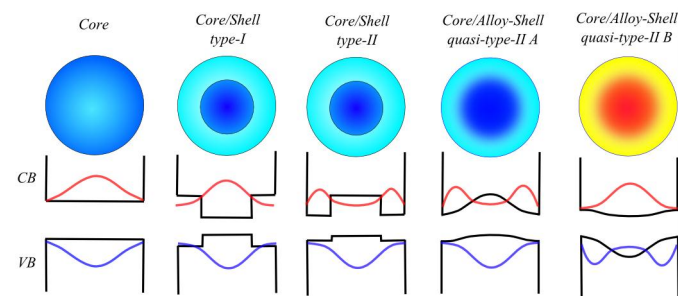 Core
Core/Shell
type-I
Core/Shell
type-II
Core/Alloy-Shell
quasi-type-II A
Core/Alloy-Shell
quasi-type-II B
CB
VB